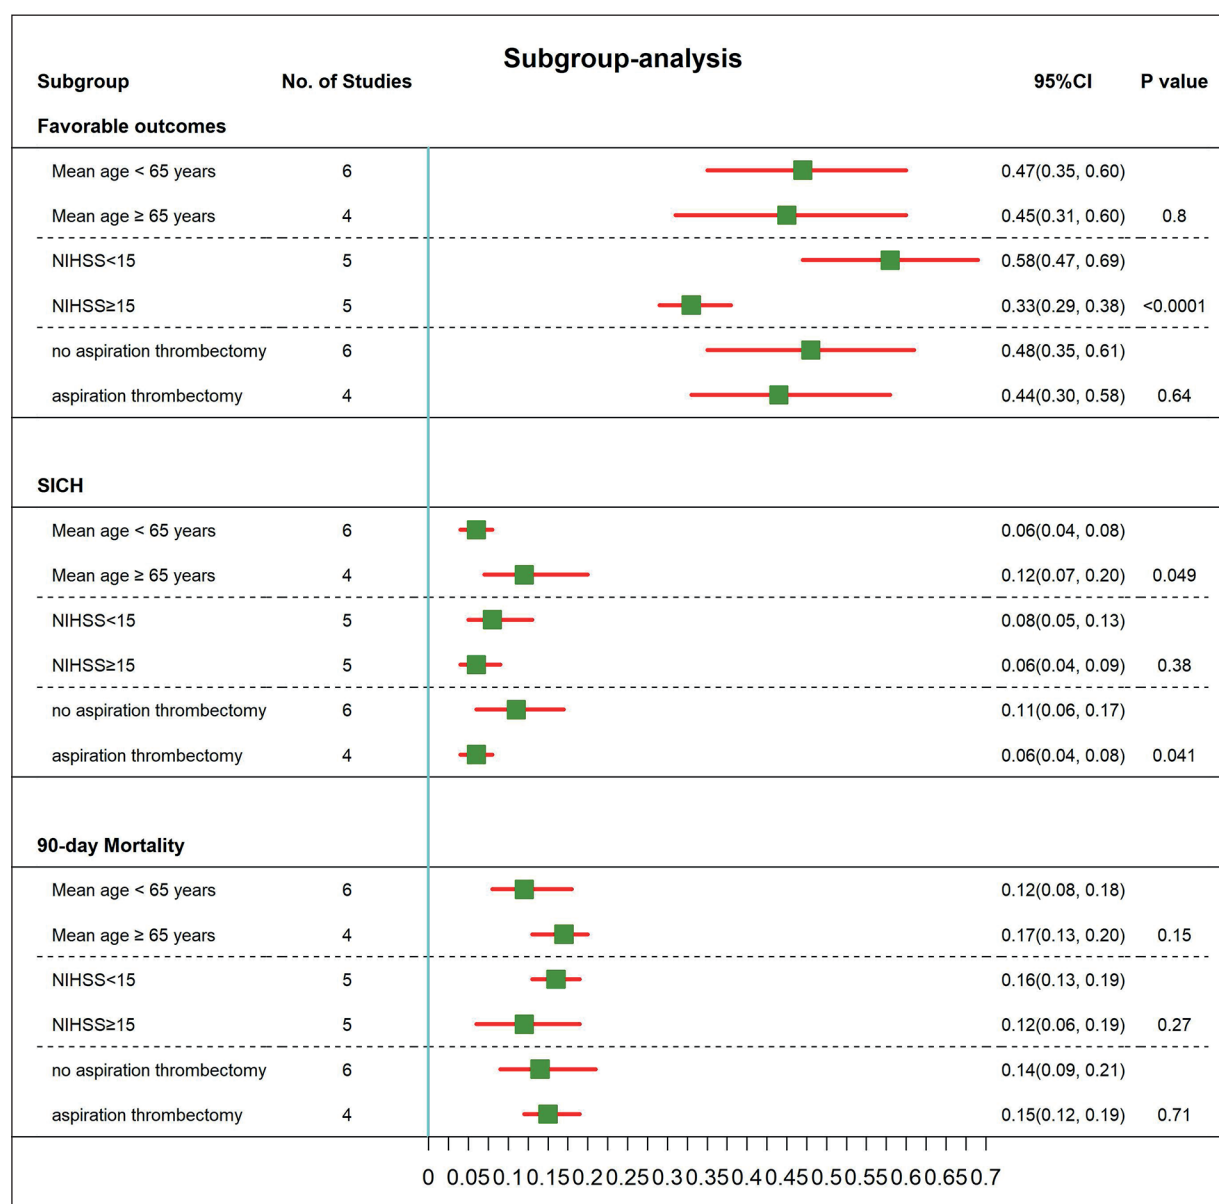 Subgroup-analysis
Subgroup No. of Studies 95%CI P value
Favorable outcomes
Mean age < 65 years 6 0.47(0.35, 0.60)
Mean age ≥ 65 years 4 0.45(0.31, 0.60) 0.8
NIHSS<15 5 0.58(0.47, 0.69)
NIHSS≥15 5 0.33(0.29, 0.38) <0.0001
no aspiration thrombectomy 6 0.48(0.35, 0.61)
aspiration thrombectomy 4 0.44(0.30, 0.58) 0.64
SICH
Mean age < 65 years 6 0.06(0.04, 0.08)
Mean age ≥ 65 years 4 0.12(0.07, 0.20) 0.049
NIHSS<15 5 0.08(0.05, 0.13)
NIHSS≥15 5 0.06(0.04, 0.09) 0.38
no aspiration thrombectomy 6 0.11(0.06, 0.17)
aspiration thrombectomy 4 0.06(0.04, 0.08) 0.041
90-day Mortality
Mean age < 65 years 6 0.12(0.08, 0.18)
Mean age ≥ 65 years 4 0.17(0.13, 0.20) 0.15
NIHSS<15 5 0.16(0.13, 0.19)
NIHSS≥15 5 0.12(0.06, 0.19) 0.27
no aspiration thrombectomy 6 0.14(0.09, 0.21)
aspiration thrombectomy 4 0.15(0.12, 0.19) 0.71
0 0.05 0.1 0.15 0.2 0.25 0.3 0.35 0.4 0.45 0.5 0.55 0.6 0.65 0.7